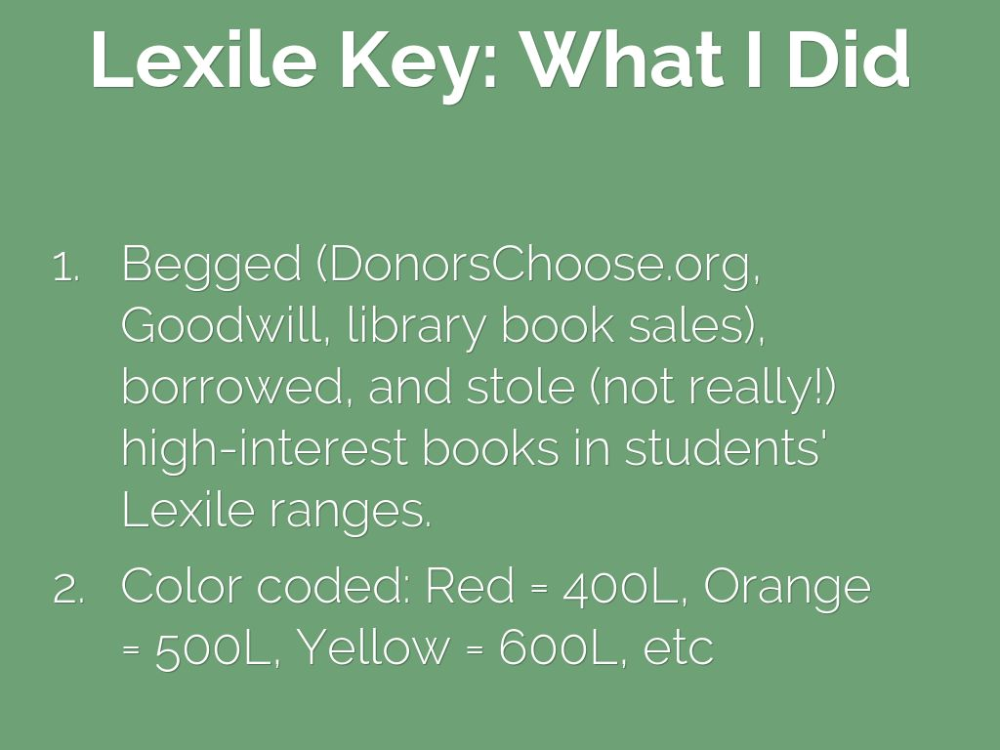 Lexile Key: What I Did
1. Begged (DonorsChoose.org,
Goodwill, library book sales),
borrowed, and stole (not really!)
high-interest books in students'
Lexile ranges.
2. Color coded: Red = 400L, Orange
= 500L, Yellow = 600L, etc